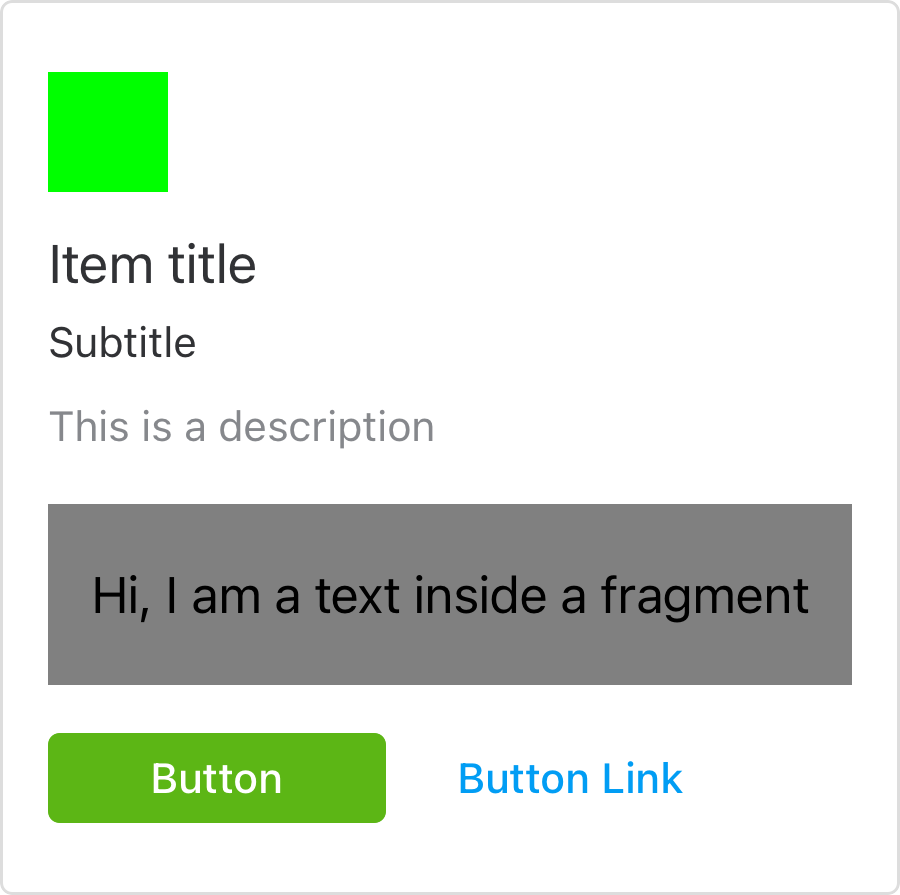 Item title
Subtitle
This is a description
Hi, I am a text inside a fragment
Button
Button Link